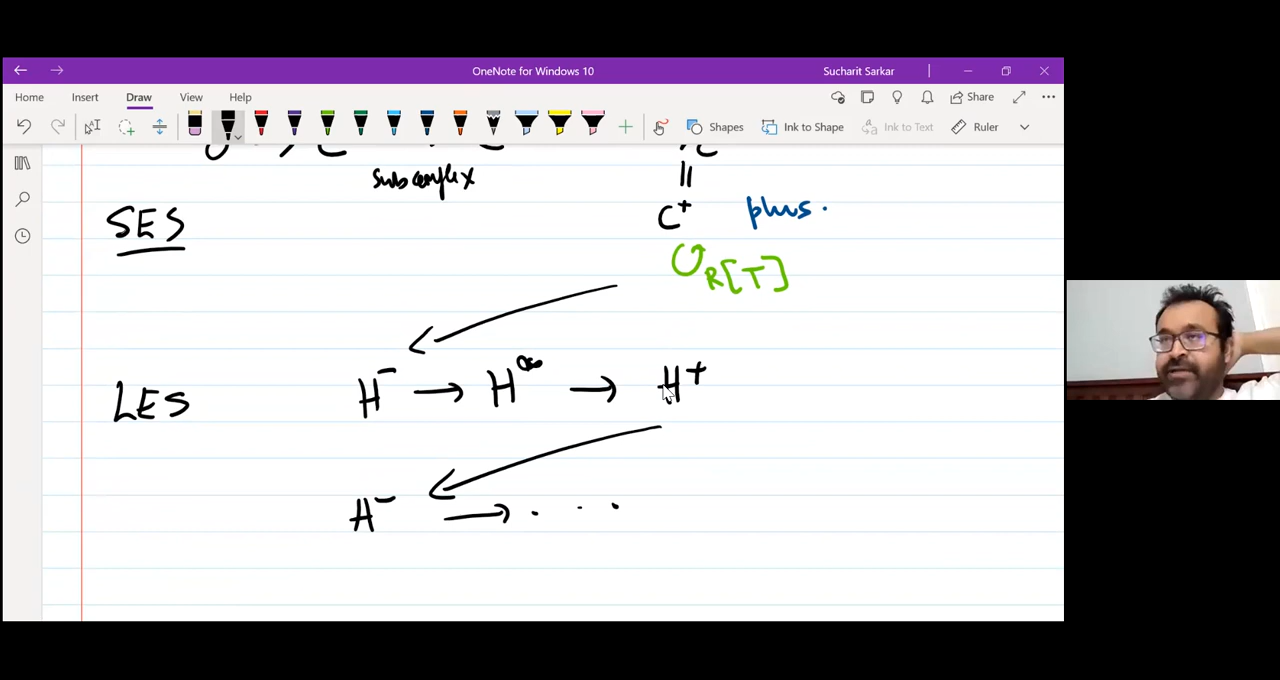 OneNote for Windows 10 Sucharit Sarkar
Home Insert Draw View Help Share
Shapes Ink to Shape Ink to Text Ruler
subcomplex
SES
C⁺ plus.
R[T]
LES H⁻ → H^∞ → H⁺
H⁻ → . . .